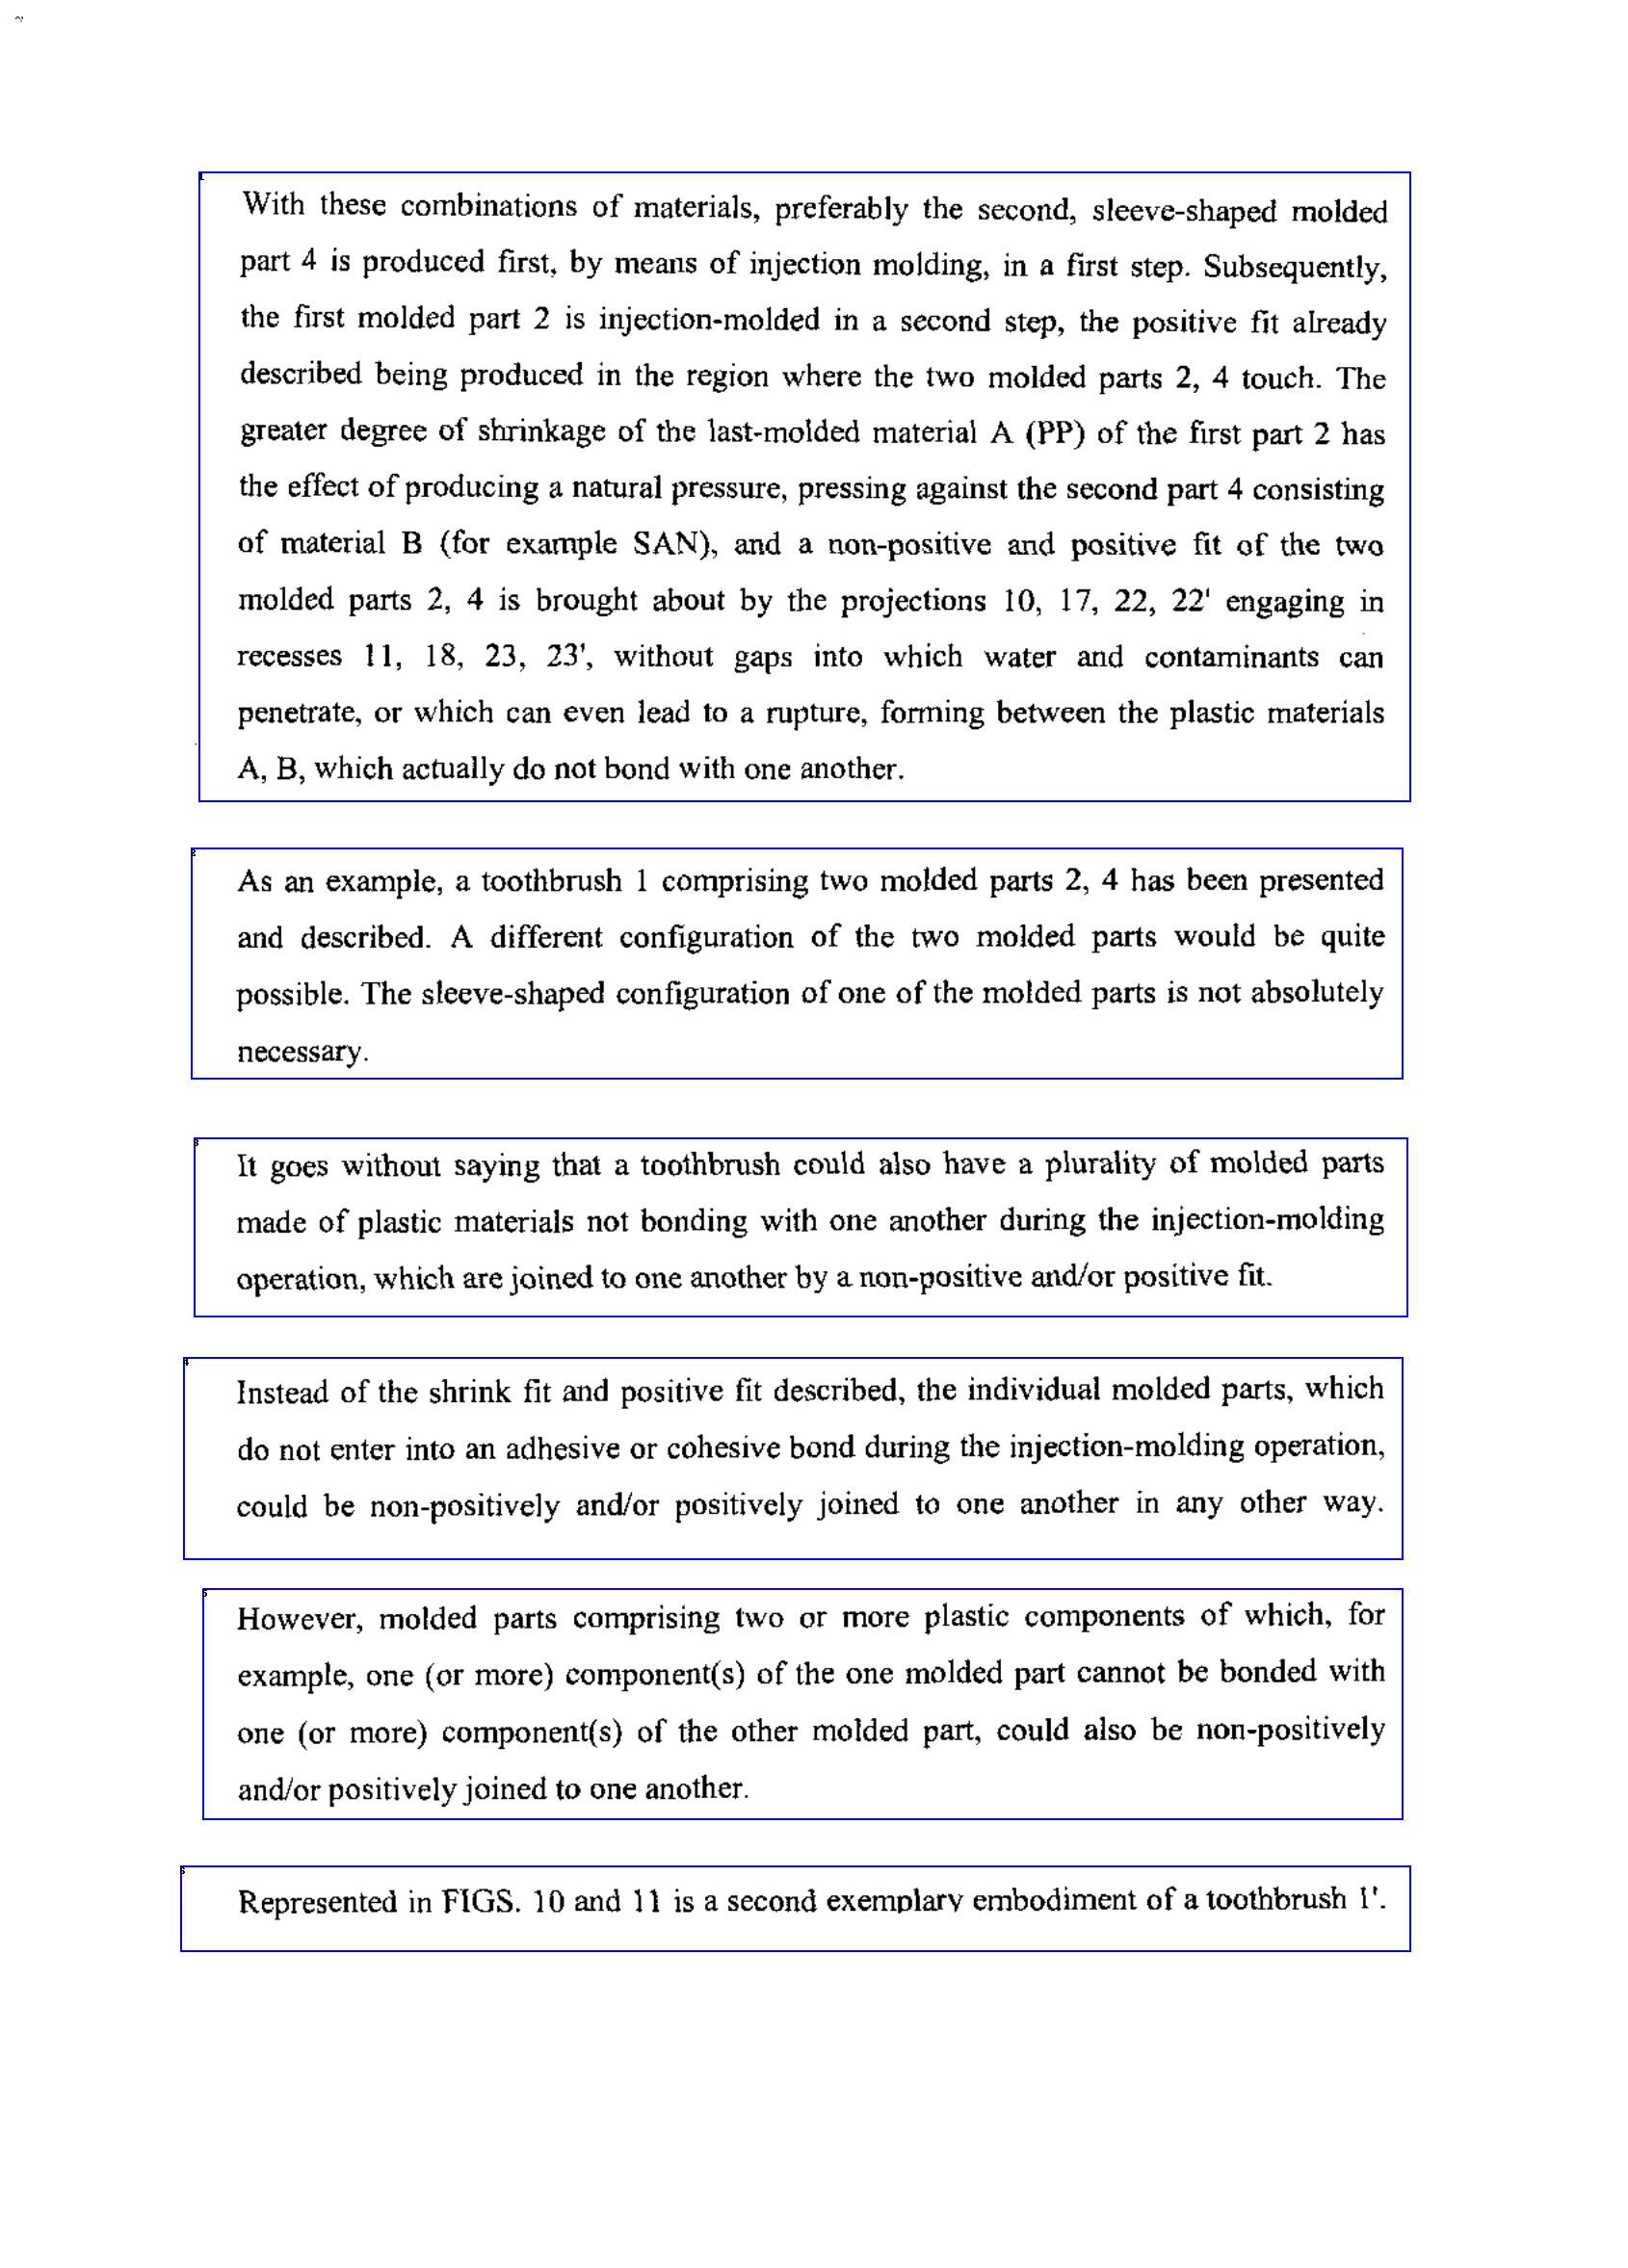 With these combinations of materials, preferably the second, sleeve-shaped molded
part 4 is produced first, by means of injection molding, in a first step. Subsequently,
the first molded part 2 is injection-molded in a second step, the positive fit already
described being produced in the region where the two molded parts 2, 4 touch. The
greater degree of shrinkage of the last-molded material A (PP) of the first part 2 has
the effect of producing a natural pressure, pressing against the second part 4 consisting
of material B (for example SAN), and a non-positive and positive fit of the two
molded parts 2, 4 is brought about by the projections 10, 17, 22, 22' engaging in
recesses 11, 18, 23, 23', without gaps into which water and contaminants can
penetrate, or which can even lead to a rupture, forming between the plastic materials
A, B, which actually do not bond with one another.
As an example, a toothbrush 1 comprising two molded parts 2, 4 has been presented
and described. A different configuration of the two molded parts would be quite
possible. The sleeve-shaped configuration of one of the molded parts is not absolutely
necessary.
It goes without saying that a toothbrush could also have a plurality of molded parts
made of plastic materials not bonding with one another during the injection-molding
operation, which are joined to one another by a non-positive and/or positive fit.
Instead of the shrink fit and positive fit described, the individual molded parts, which
do not enter into an adhesive or cohesive bond during the injection-molding operation,
could be non-positively and/or positively joined to one another in any other way.
However, molded parts comprising two or more plastic components of which, for
example, one (or more) component(s) of the one molded part cannot be bonded with
one (or more) component(s) of the other molded part, could also be non-positively
and/or positively joined to one another.
Represented in FIGS. 10 and 11 is a second exemplary embodiment of a toothbrush 1'.